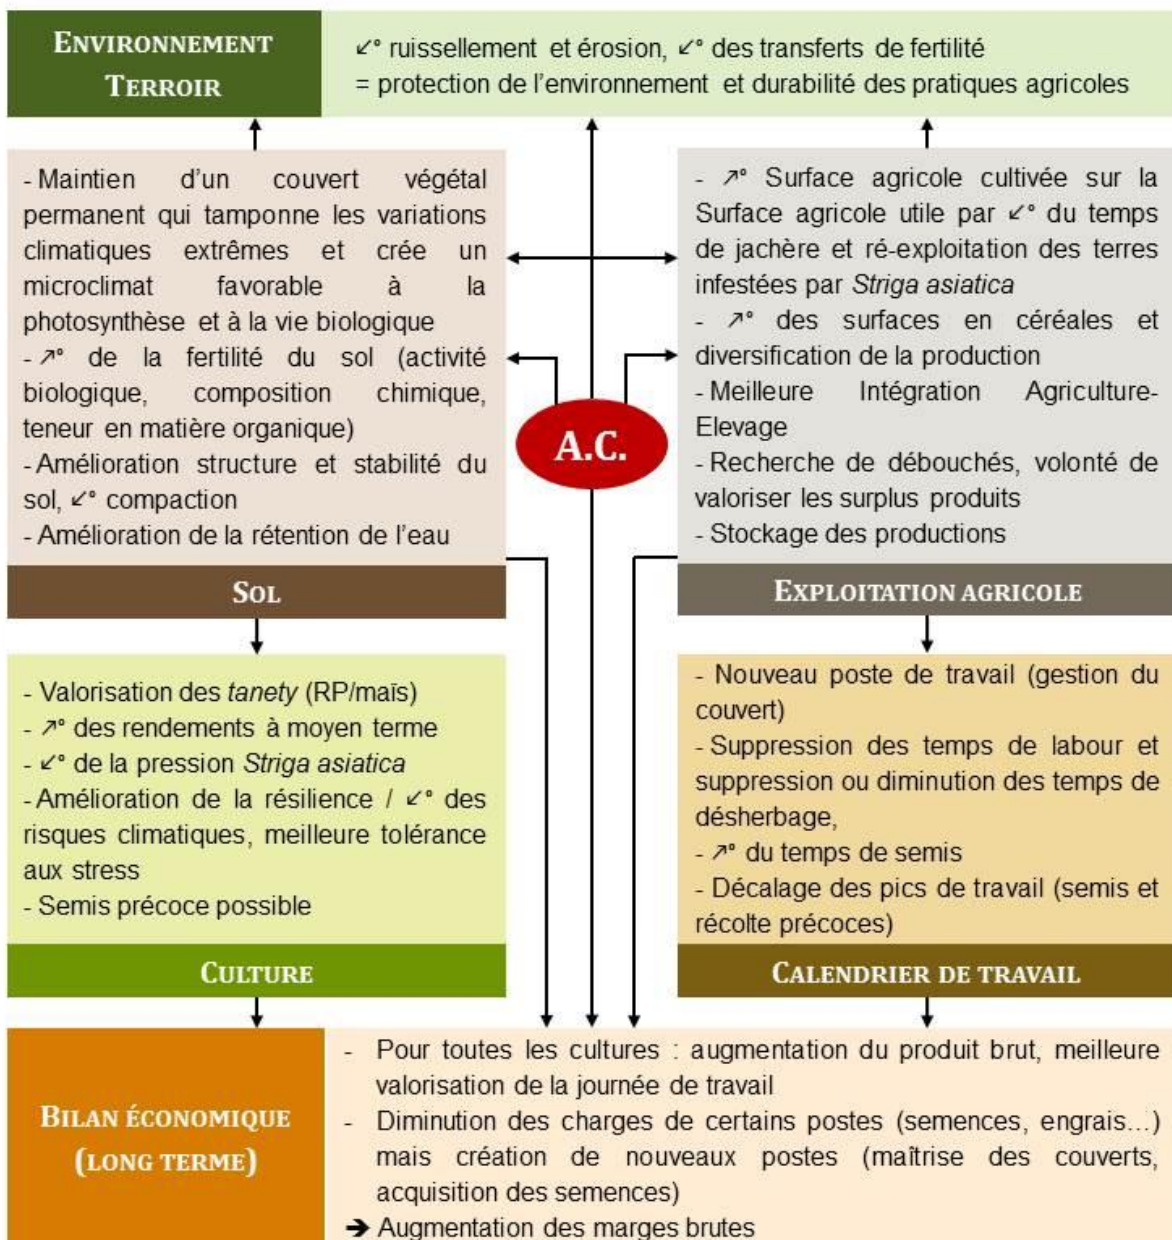 ENVIRONNEMENT
TERROIR
↙° ruissellement et érosion, ↙° des transferts de fertilité
= protection de l'environnement et durabilité des pratiques agricoles
- Maintien d'un couvert végétal
permanent qui tamponne les variations
climatiques extrêmes et crée un
microclimat favorable à la
photosynthèse et à la vie biologique
- ↗° de la fertilité du sol (activité
biologique, composition chimique,
teneur en matière organique)
- Amélioration structure et stabilité du
sol, ↙° compaction
- Amélioration de la rétention de l'eau
SOL
A.C.
- ↗° Surface agricole cultivée sur la
Surface agricole utile par ↙° du temps
de jachère et ré-exploitation des terres
infestées par Striga asiatica
- ↗° des surfaces en céréales et
diversification de la production
- Meilleure Intégration Agriculture-
Elevage
- Recherche de débouchés, volonté de
valoriser les surplus produits
- Stockage des productions
EXPLOITATION AGRICOLE
- Valorisation des tanety (RP/maïs)
- ↗° des rendements à moyen terme
- ↙° de la pression Striga asiatica
- Amélioration de la résilience / ↙° des
risques climatiques, meilleure tolérance
aux stress
- Semis précoce possible
CULTURE
- Nouveau poste de travail (gestion du
couvert)
- Suppression des temps de labour et
suppression ou diminution des temps de
désherbage,
- ↗° du temps de semis
- Décalage des pics de travail (semis et
récolte précoces)
CALENDRIER DE TRAVAIL
BILAN ÉCONOMIQUE
(LONG TERME)
- Pour toutes les cultures : augmentation du produit brut, meilleure
valorisation de la journée de travail
- Diminution des charges de certains postes (semences, engrais…)
mais création de nouveaux postes (maîtrise des couverts,
acquisition des semences)
➔ Augmentation des marges brutes